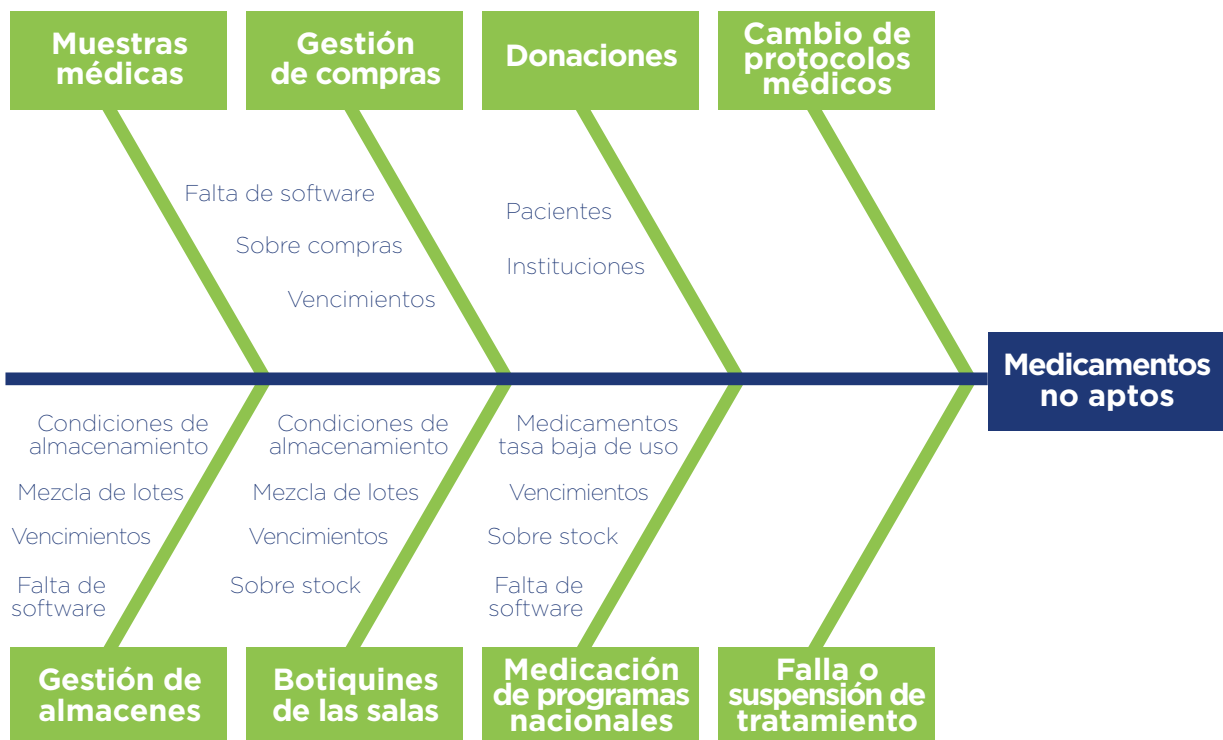 Muestras
médicas
Gestión
de compras
Donaciones
Cambio de
protocolos
médicos
Falta de software
Sobre compras
Vencimientos
Pacientes
Instituciones
Medicamentos
no aptos
Condiciones de
almacenamiento
Mezcla de lotes
Vencimientos
Falta de
software
Condiciones de
almacenamiento
Mezcla de lotes
Vencimientos
Sobre stock
Medicamentos
tasa baja de uso
Vencimientos
Sobre stock
Falta de
software
Gestión de
almacenes
Botiquines
de las salas
Medicación
de programas
nacionales
Falla o
suspensión de
tratamiento